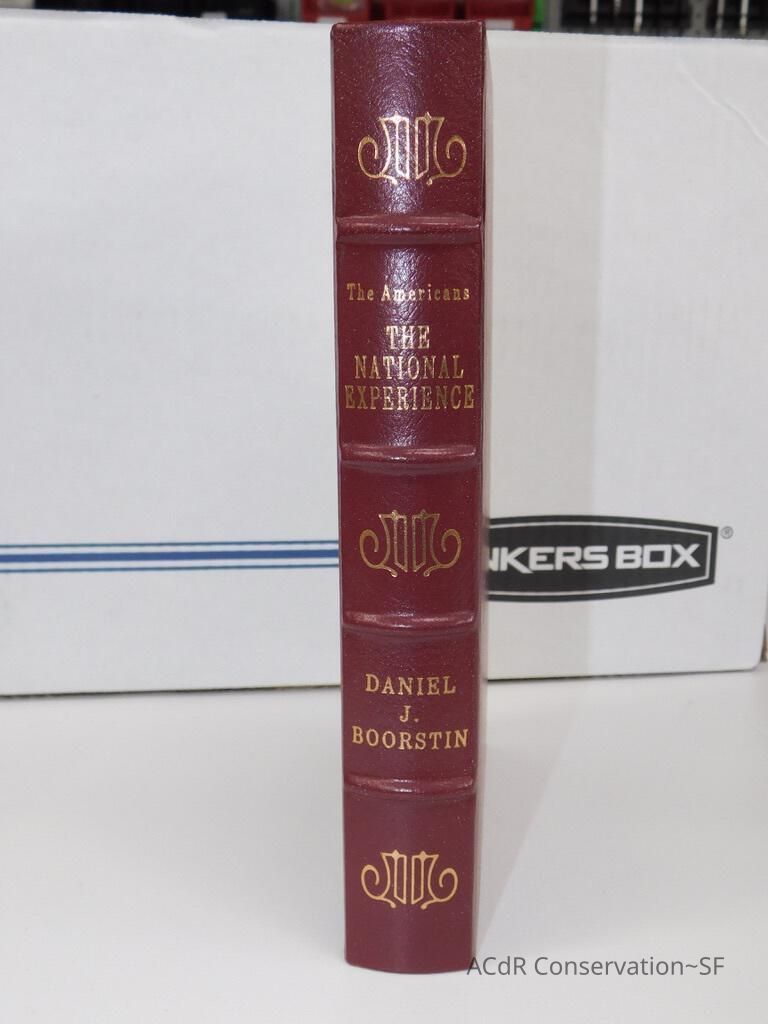 The Americans
THE
NATIONAL
EXPERIENCE
NKERS BOX®
DANIEL
J.
BOORSTIN
ACdR Conservation~SF